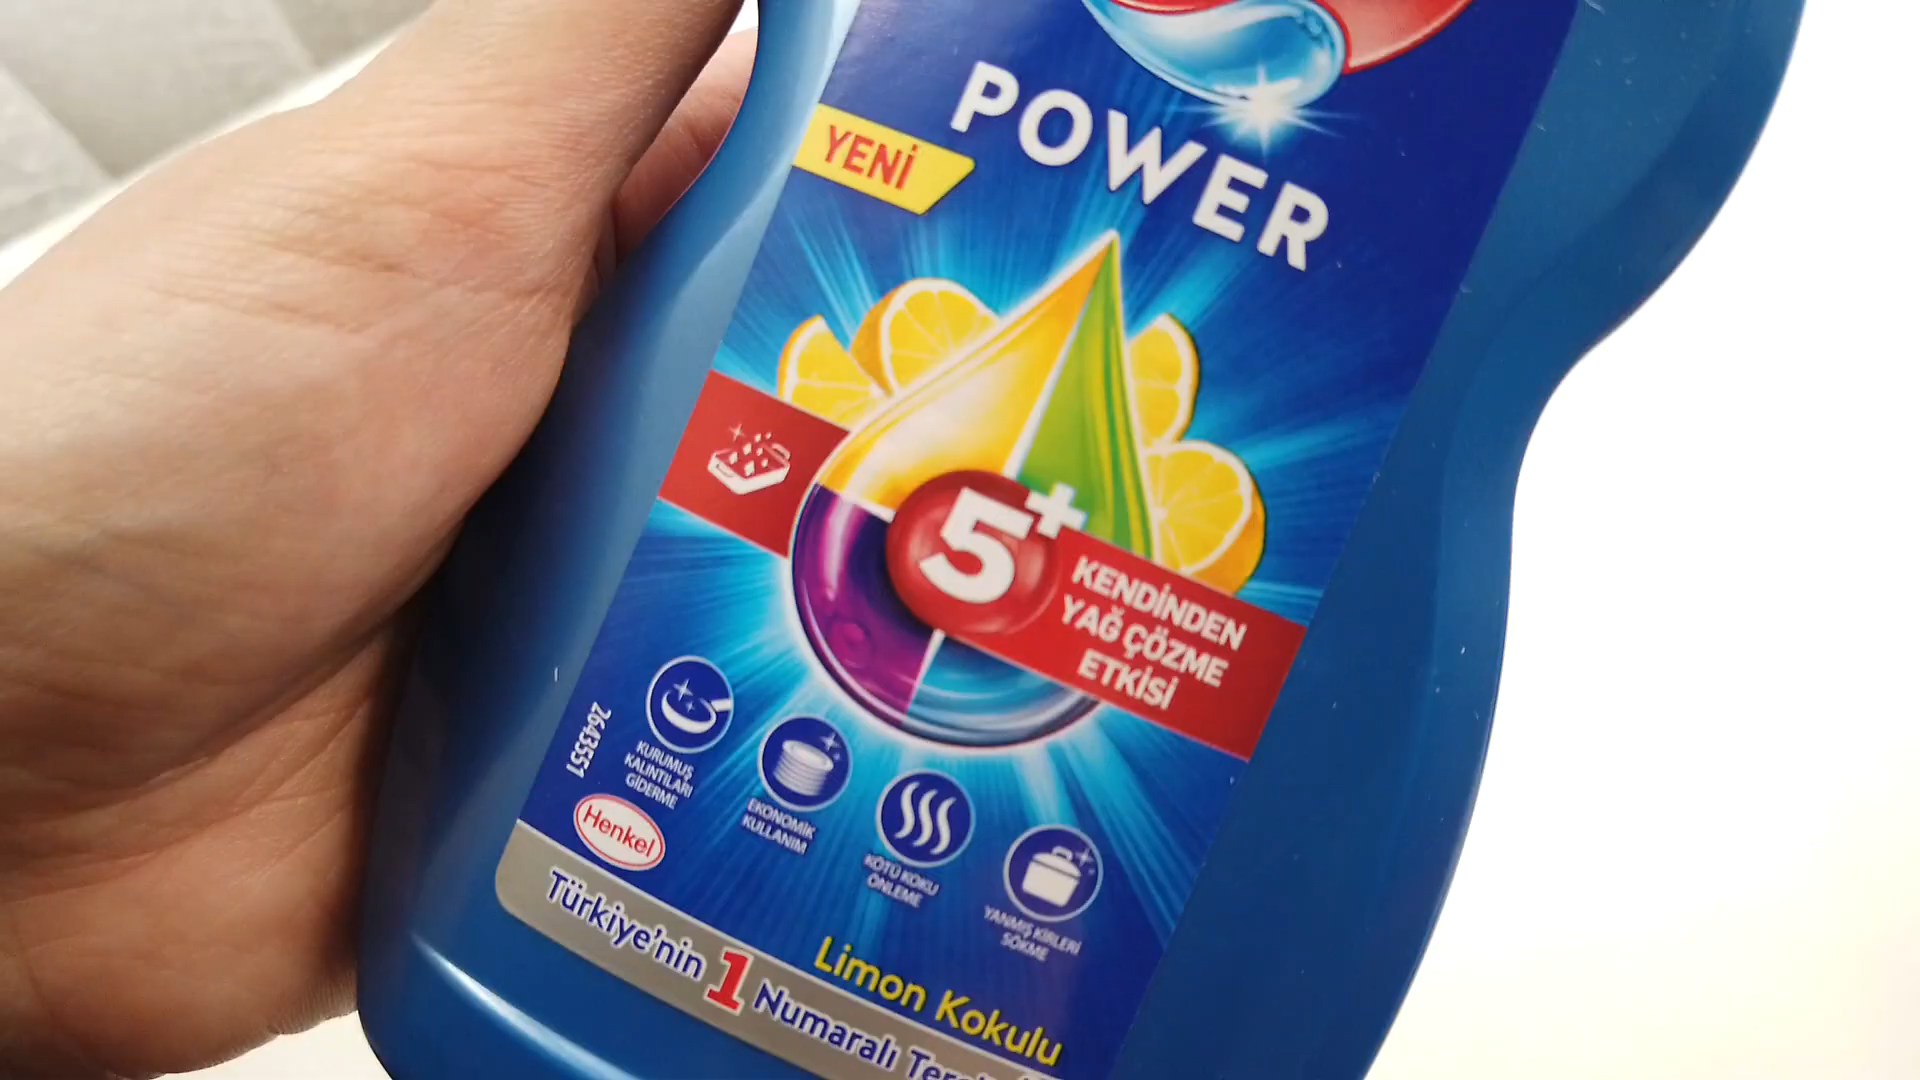 POWER
YENİ
5+
KENDİNDEN
YAĞ ÇÖZME
ETKİSİ
2643551
KURUMUŞ
KALINTILARI
GİDERME
EKONOMİK
KULLANIM
KÖTÜ KOKU
ÖNLEME
YANMIŞ KİRLERİ
SÖKME
Henkel
Limon Kokulu
Türkiye'nin 1 Numaralı